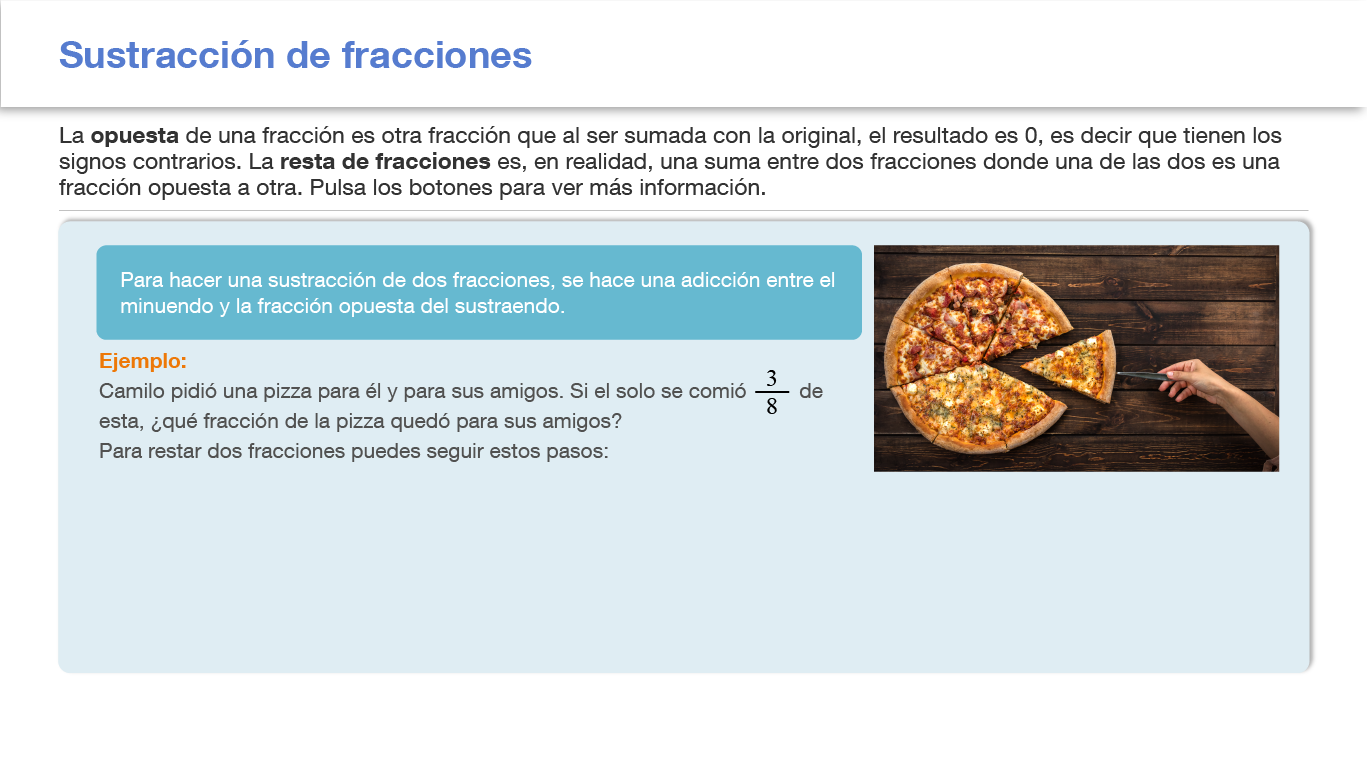 Sustracción de fracciones
La opuesta de una fracción es otra fracción que al ser sumada con la original, el resultado es 0, es decir que tienen los
signos contrarios. La resta de fracciones es, en realidad, una suma entre dos fracciones donde una de las dos es una
fracción opuesta a otra. Pulsa los botones para ver más información.
Para hacer una sustracción de dos fracciones, se hace una adicción entre el
minuendo y la fracción opuesta del sustraendo.
Ejemplo:
Camilo pidió una pizza para él y para sus amigos. Si el solo se comió 3/8 de
esta, ¿qué fracción de la pizza quedó para sus amigos?
Para restar dos fracciones puedes seguir estos pasos: